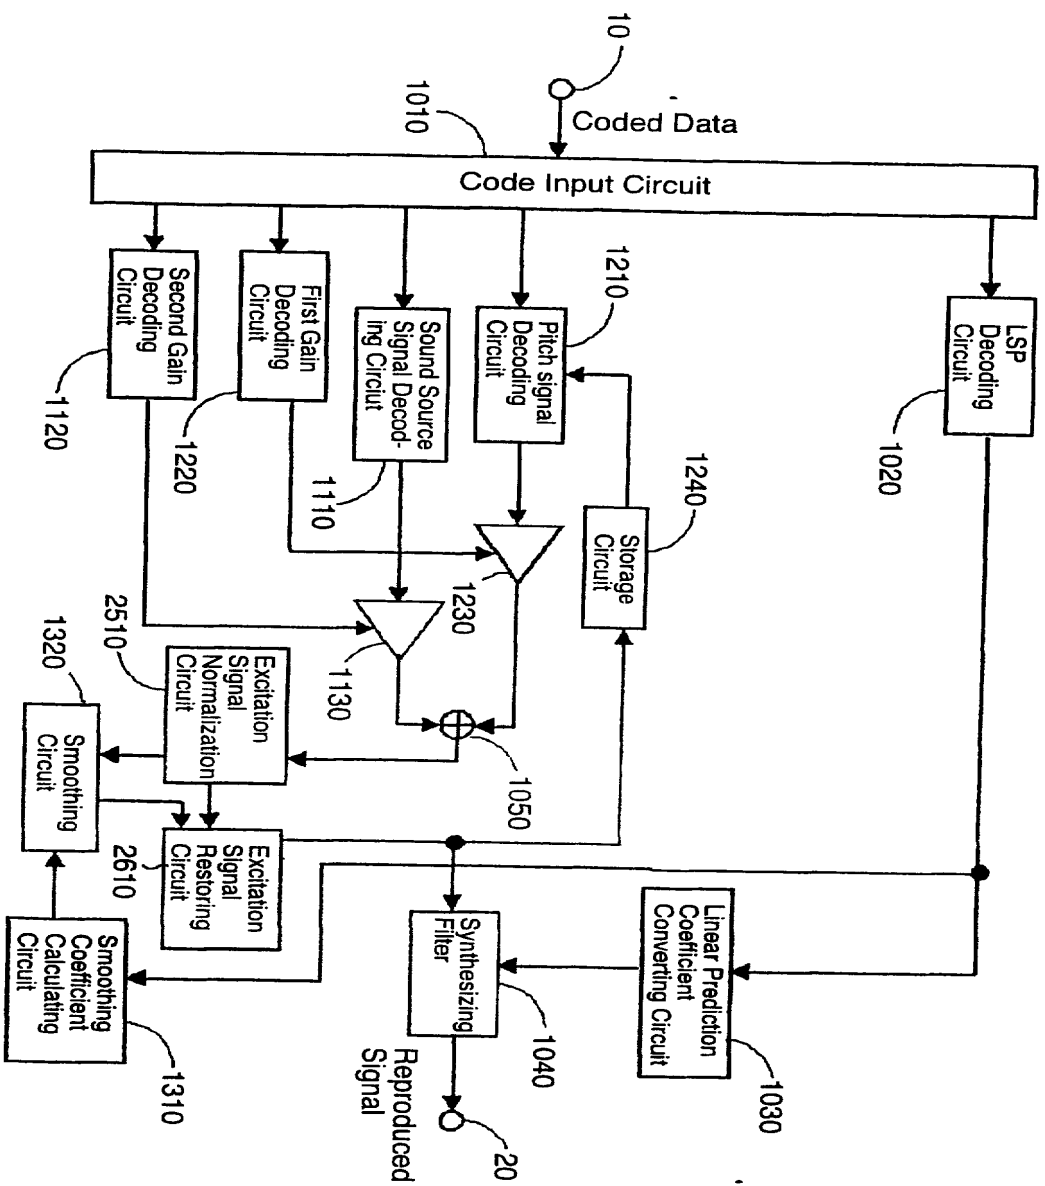 10
Coded Data
1010
Code Input Circuit
LSP
Decoding
Circuit
1020
1210
Pitch signal
Decoding
Circuit
Sound Source
Signal Decod-
ing Circiut
1110
First Gain
Decoding
Circuit
1220
Second Gain
Decoding
Circuit
1120
1240
Storage
Circuit
1230
1130
1050
2510
Excitation
Signal
Normalization
Circuit
1320
Smoothing
Circuit
Excitation
Signal
Restoring
Circuit
2610
Smoothing
Coefficient
Calculating
Circuit
1310
Linear Prediction
Coefficient
Converting Circuit
1030
Synthesizing
Filter
1040
Reproduced
Signal
20